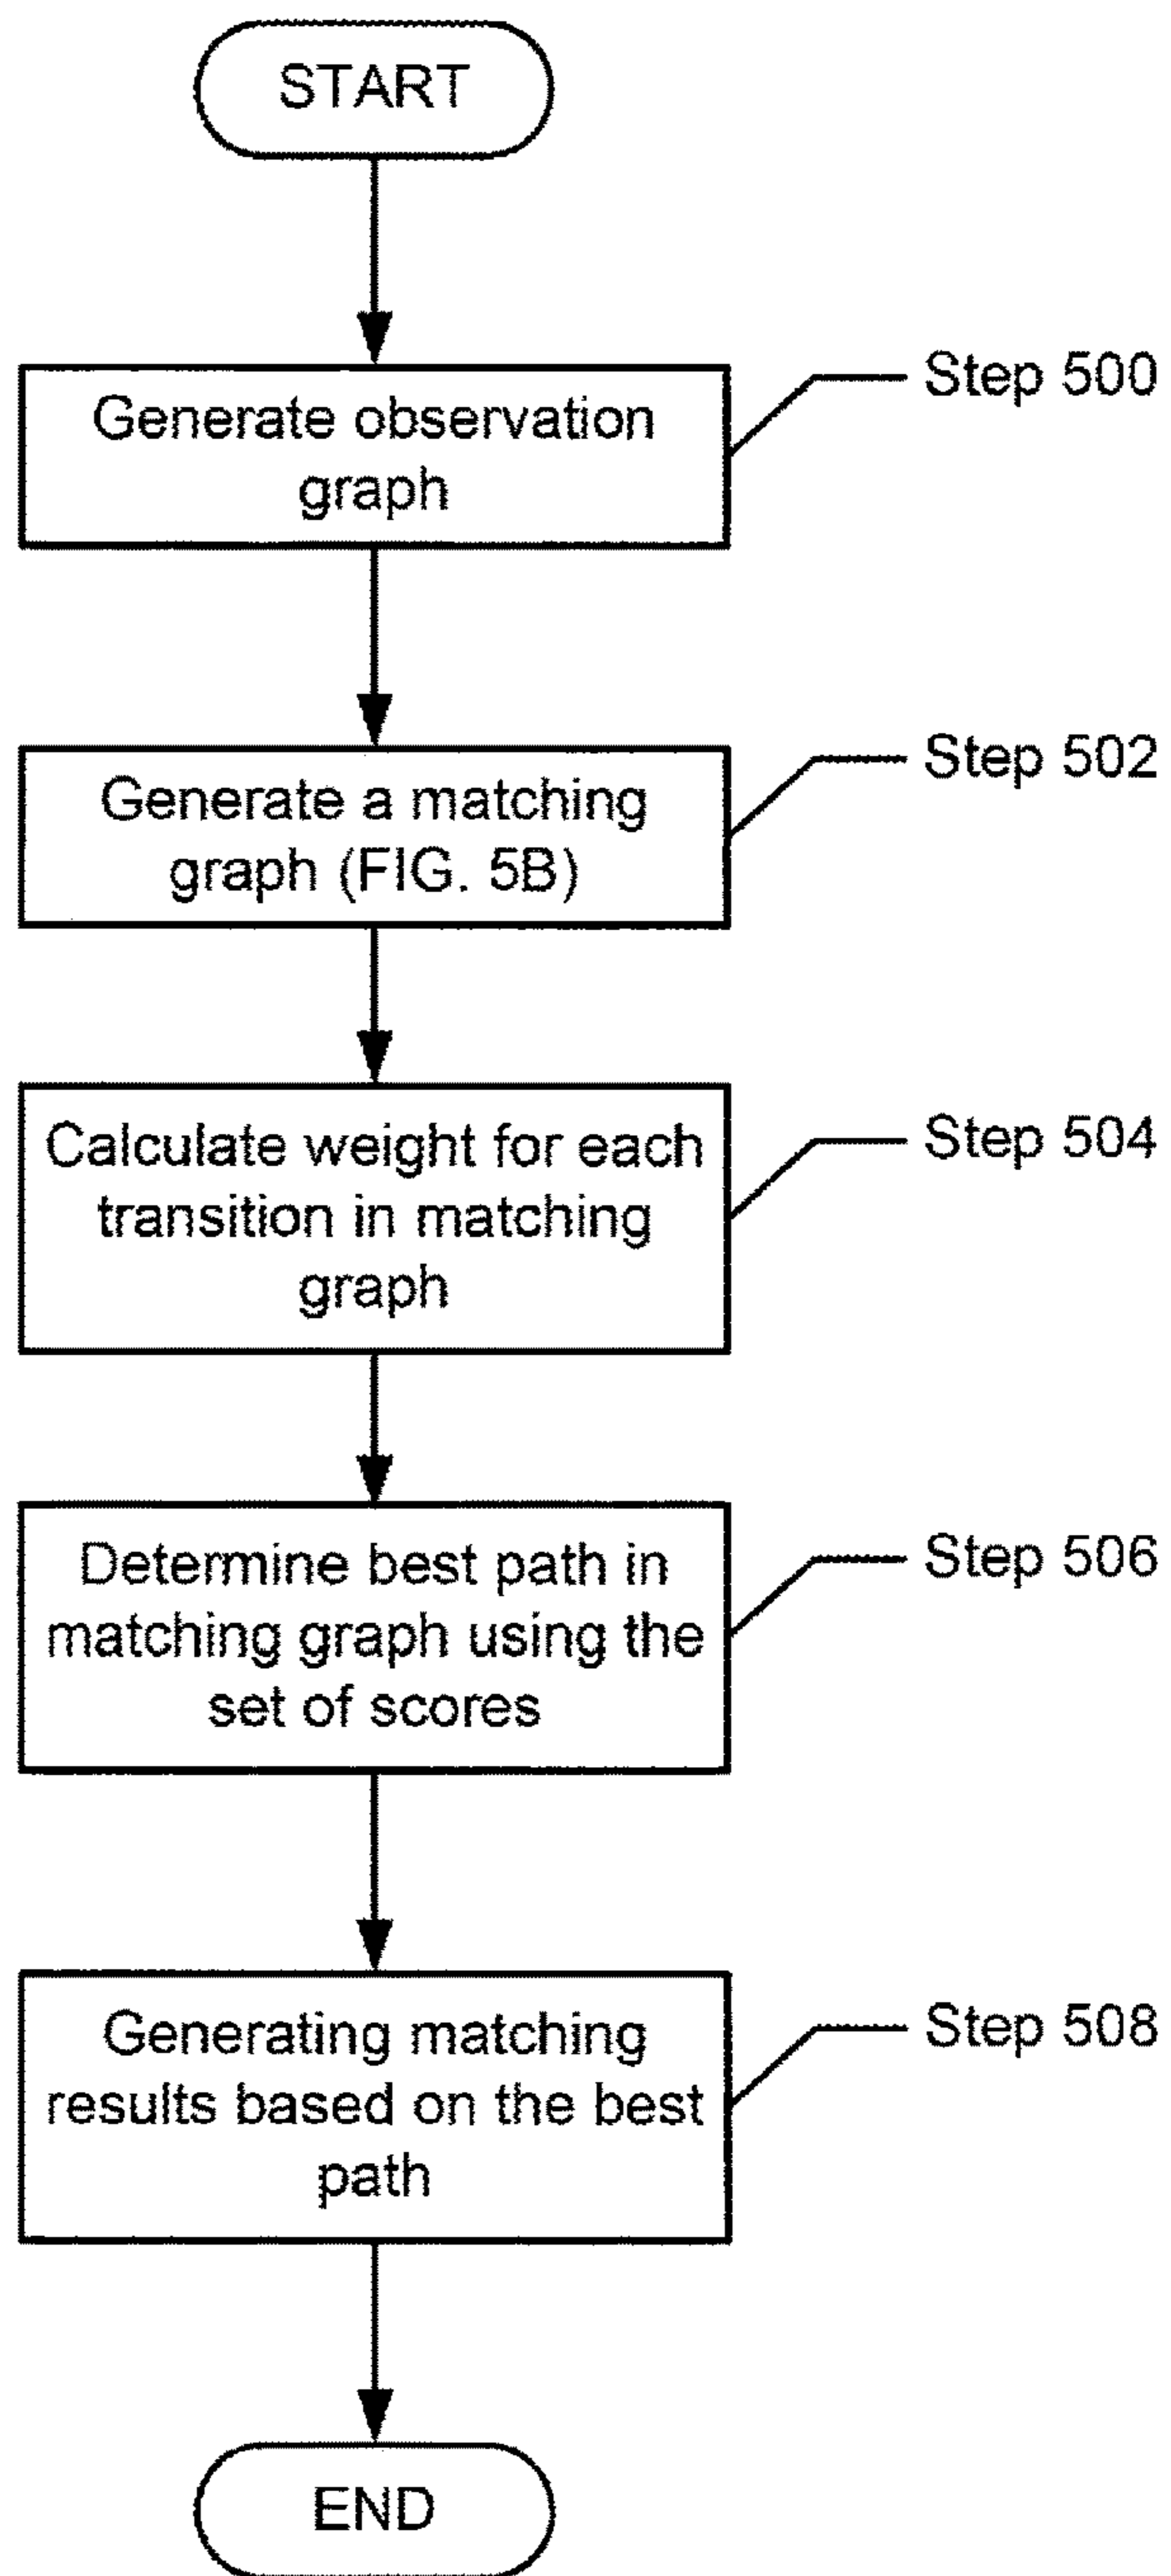 START
Generate observation
graph
Step 500
Generate a matching
graph (FIG. 5B)
Step 502
Calculate weight for each
transition in matching
graph
Step 504
Determine best path in
matching graph using the
set of scores
Step 506
Generating matching
results based on the best
path
Step 508
END